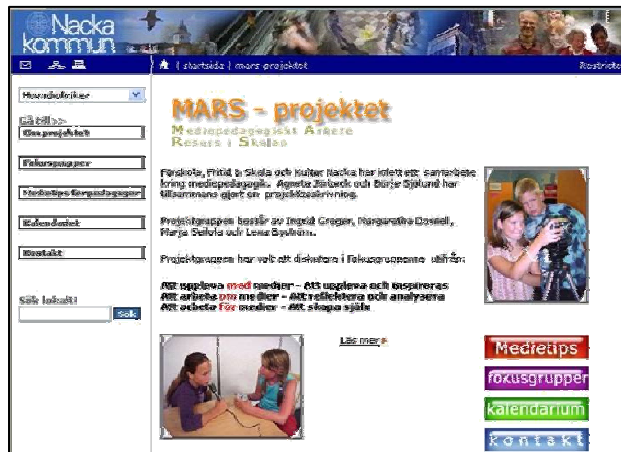 Nacka
kommun
| startsida | mars projektet
Huvudrubriker
Gå till>>
Om projektet
Fokusgrupper
Medietips för pedagoger
Kalendariet
Kontakt
Sök lokalt:
Sök
MARS - projektet
Mediepedagogiskt Arbete
Resurs i Skolan
Förskola, Fritid & Skola och Kultur Nacka har inlett ett samarbete
kring mediepedagogik. Agneta och Börje Sjölund har
tillsammans gjort en projektbeskrivning.
Projektgruppen består av Ingrid Greger, Margaretha
Marja och Lena
Projektgruppen har valt att diskutera i Fokusgrupperna utifrån:
Att uppleva med medier - Att uppleva och inspireras
Att arbeta om medier - Att reflektera och analysera
Att arbeta för medier - Att skapa själv
Läs mer
Medietips
fokusgrupper
kalendarium
kontakt